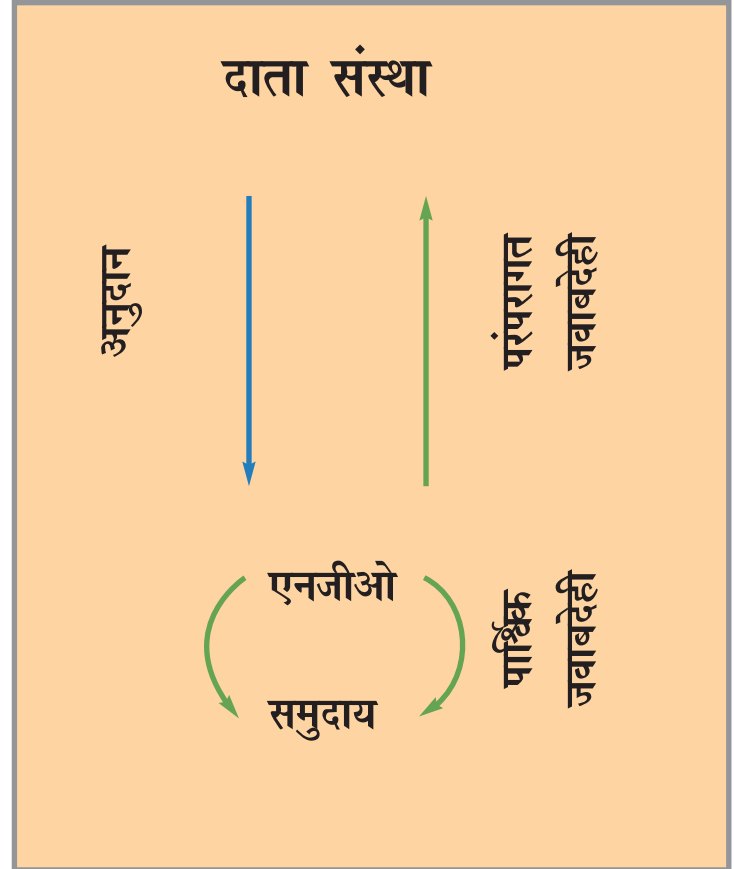 दाता संस्था
अनुदान
परंपरागत
जवाबदेही
एनजीओ
समुदाय
पार्श्विक
जवाबदेही